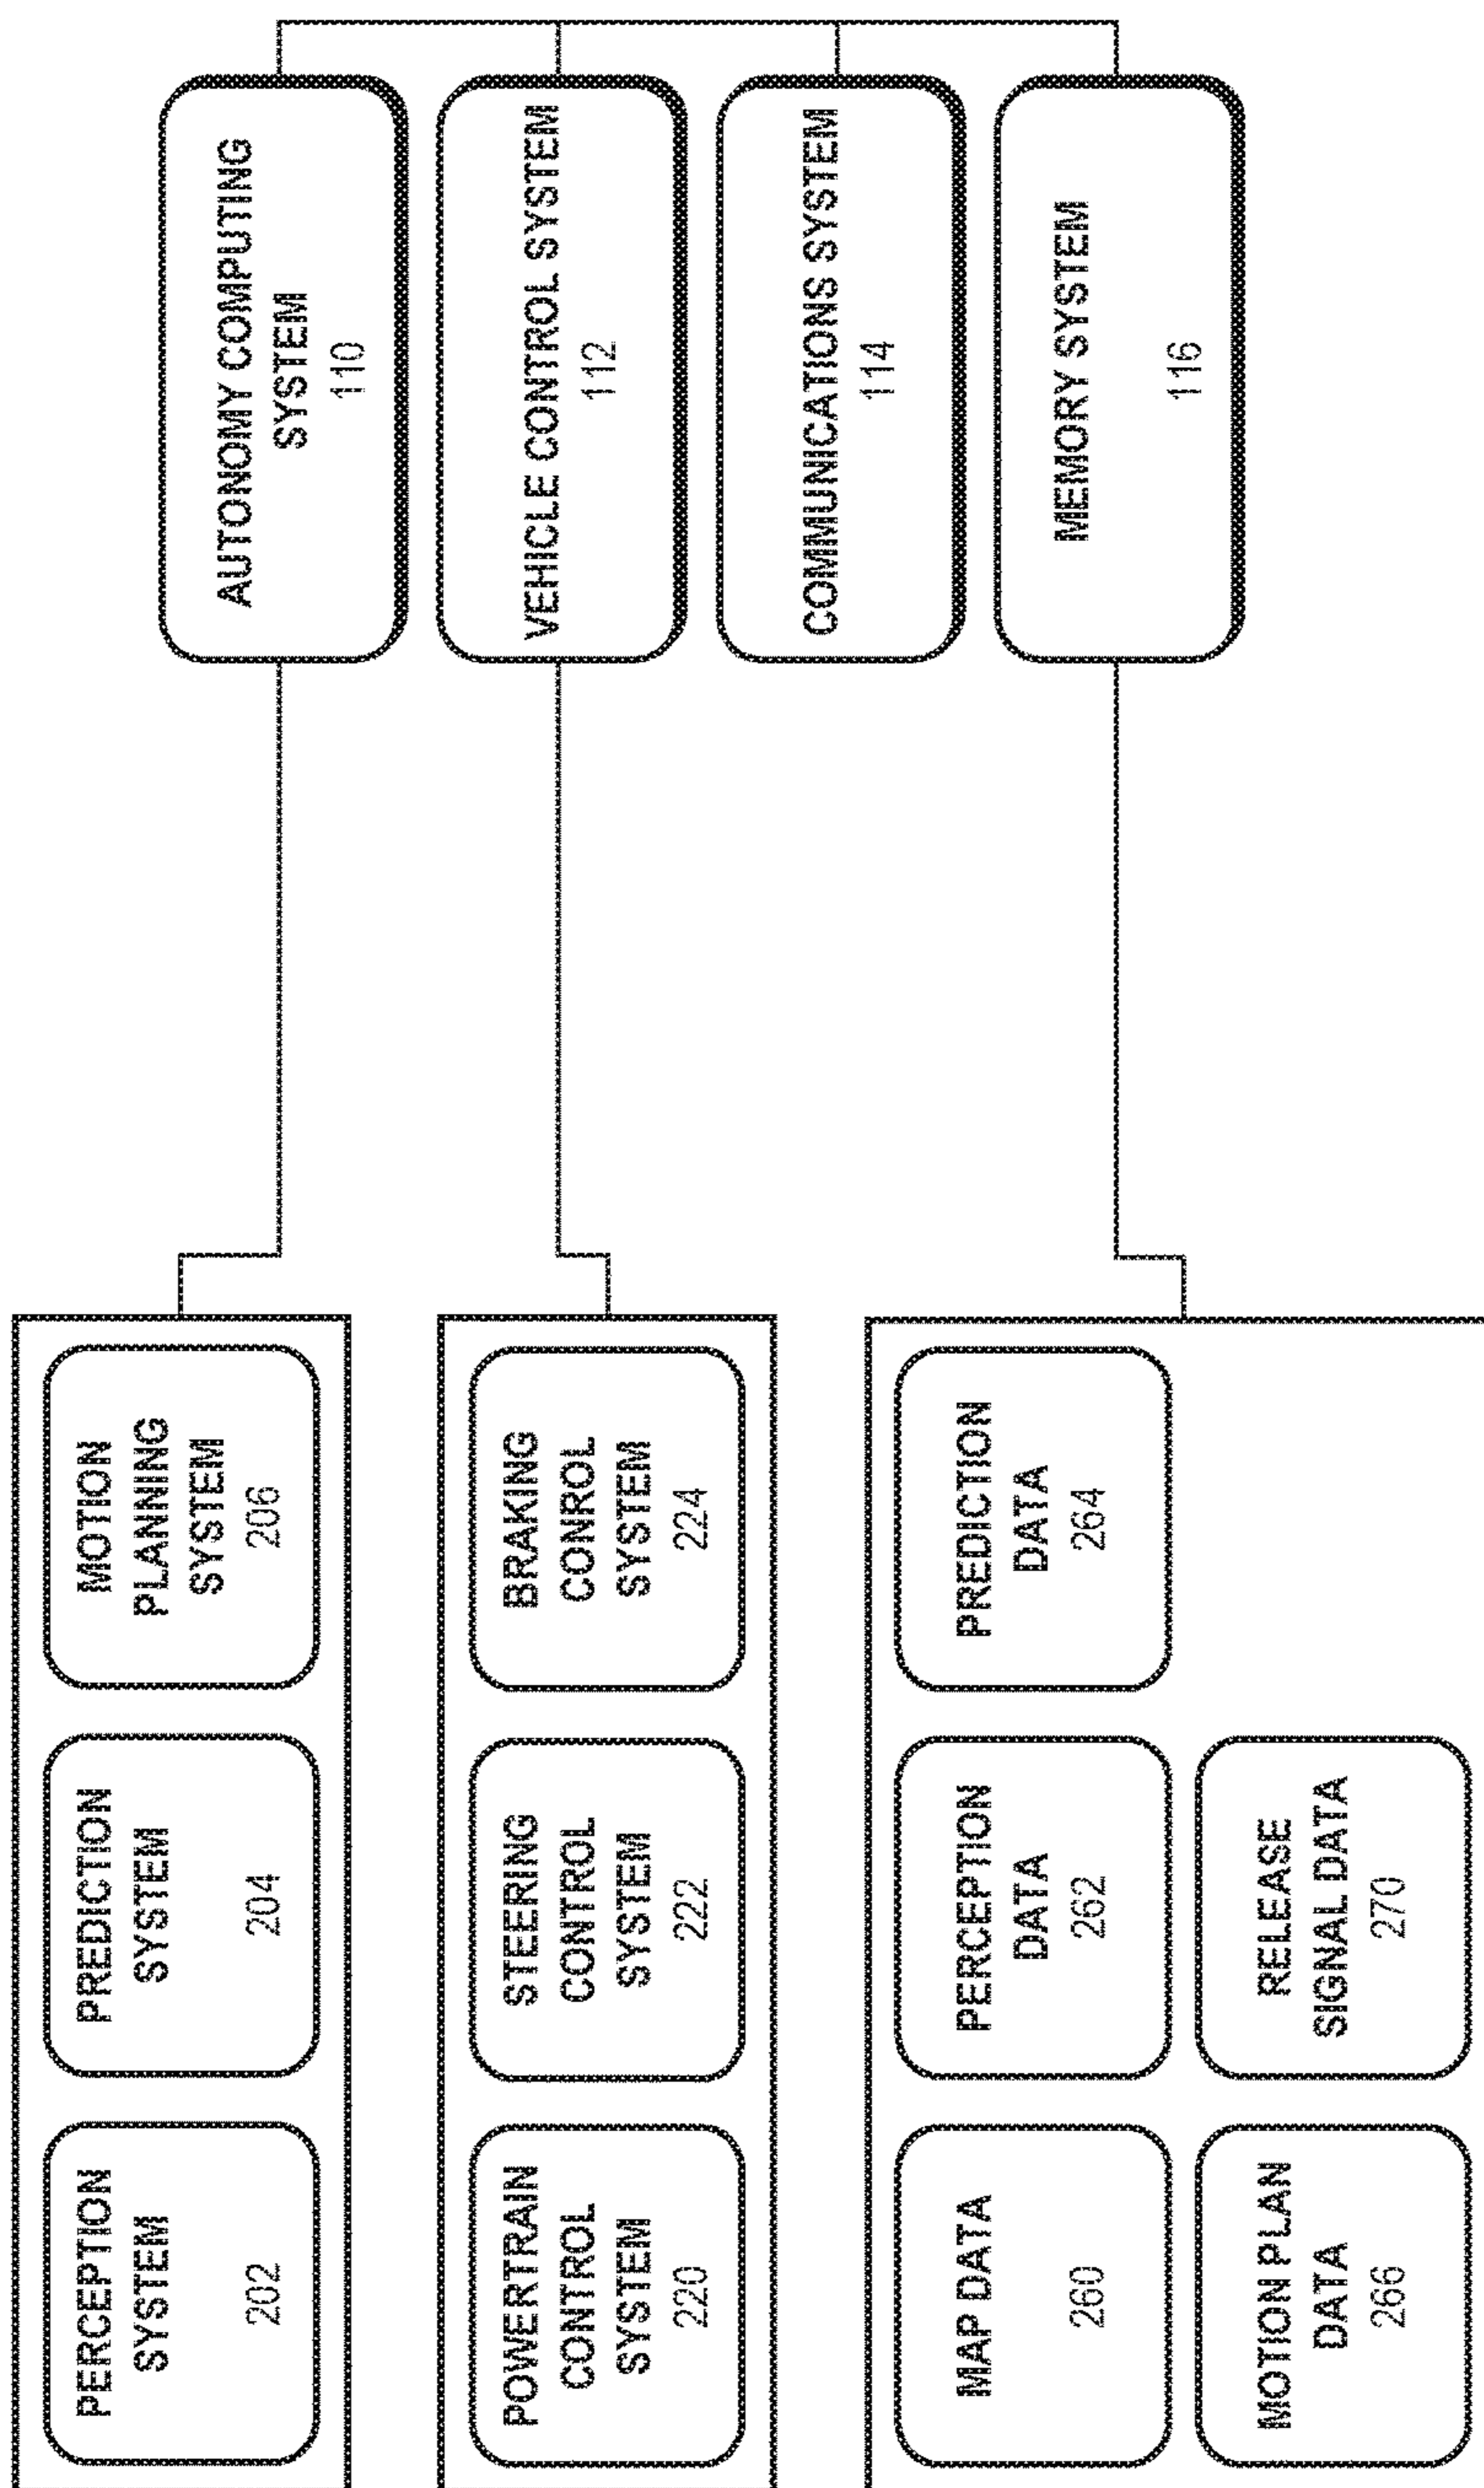 PERCEPTION
SYSTEM
202
PREDICTION
SYSTEM
204
MOTION
PLANNING
SYSTEM
206
AUTONOMY COMPUTING
SYSTEM
110
POWERTRAIN
CONTROL
SYSTEM
220
STEERING
CONTROL
SYSTEM
222
BRAKING
CONROL
SYSTEM
224
VEHICLE CONTROL SYSTEM
112
COMMUNICATIONS SYSTEM
114
MAP DATA
260
PERCEPTION
DATA
262
PREDICTION
DATA
264
MOTION PLAN
DATA
266
RELEASE
SIGNAL DATA
270
MEMORY SYSTEM
116